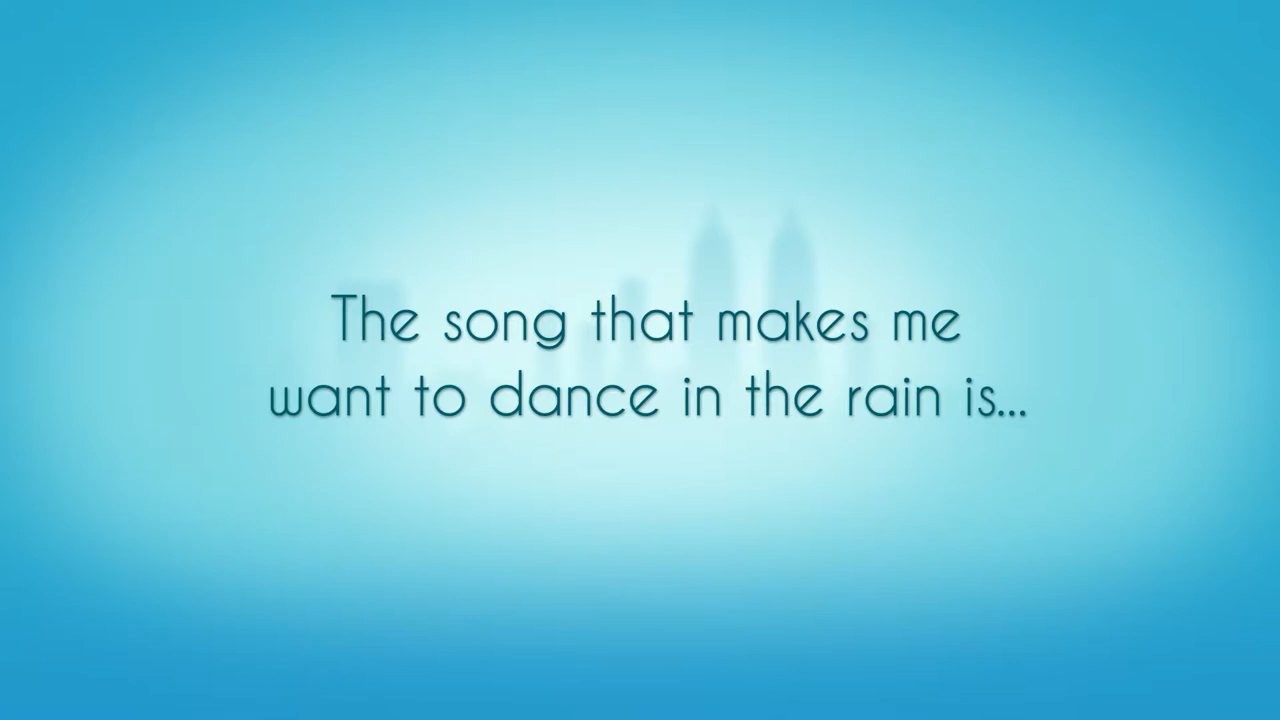 The song that makes me
want to dance in the rain is...